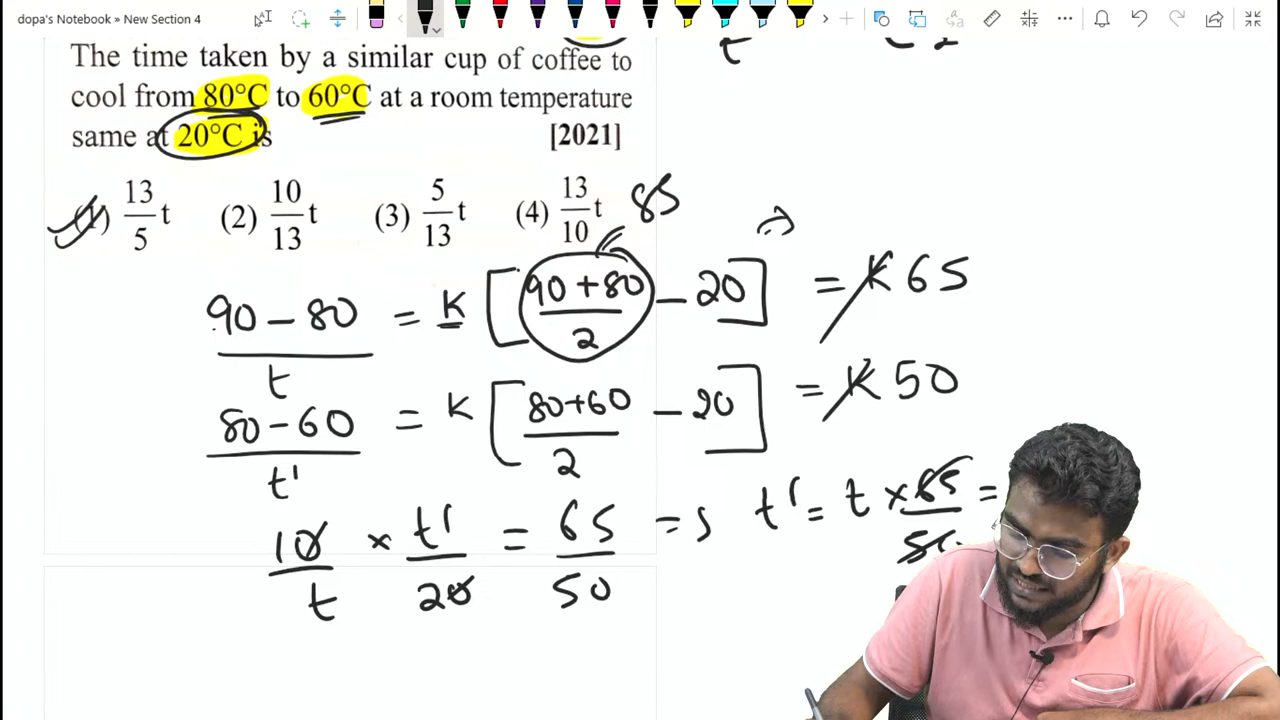 dopa's Notebook » New Section 4
The time taken by a similar cup of coffee to
cool from 80°C to 60°C at a room temperature
same at 20°C is [2021]
(1) 13/5 t (2) 10/13 t (3) 5/13 t (4) 13/10 t
85
90-80/t = K [90+80/2 - 20] = K65
80-60/t' = K [80+60/2 - 20] = K50
10/t × t'/20 = 65/50 => t' = t × 65/50 =